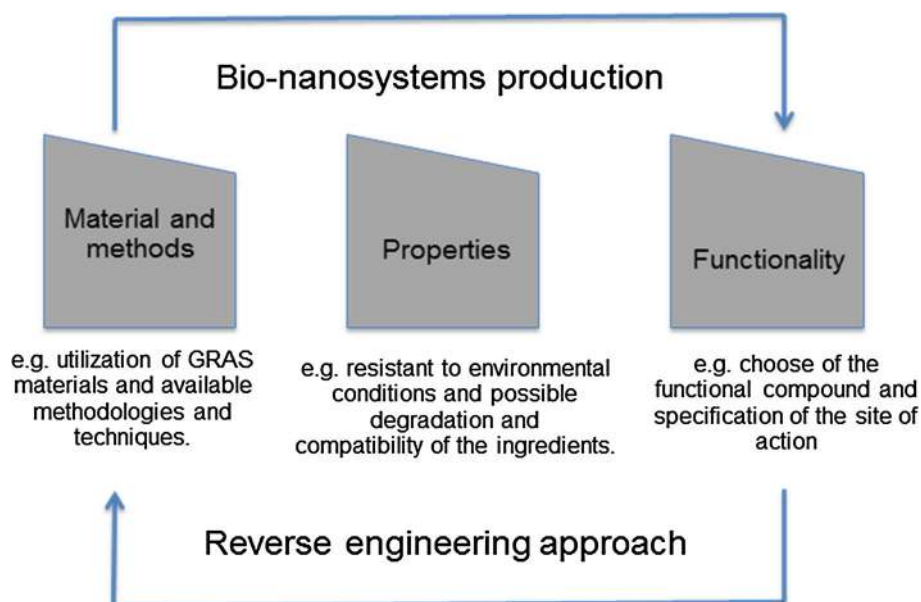 Bio-nanosystems production
Material and
methods
Properties
Functionality
e.g. utilization of GRAS
materials and available
methodologies and
techniques.
e.g. resistant to environmental
conditions and possible
degradation and
compatibility of the ingredients.
e.g. choose of the
functional compound and
specification of the site of
action
Reverse engineering approach